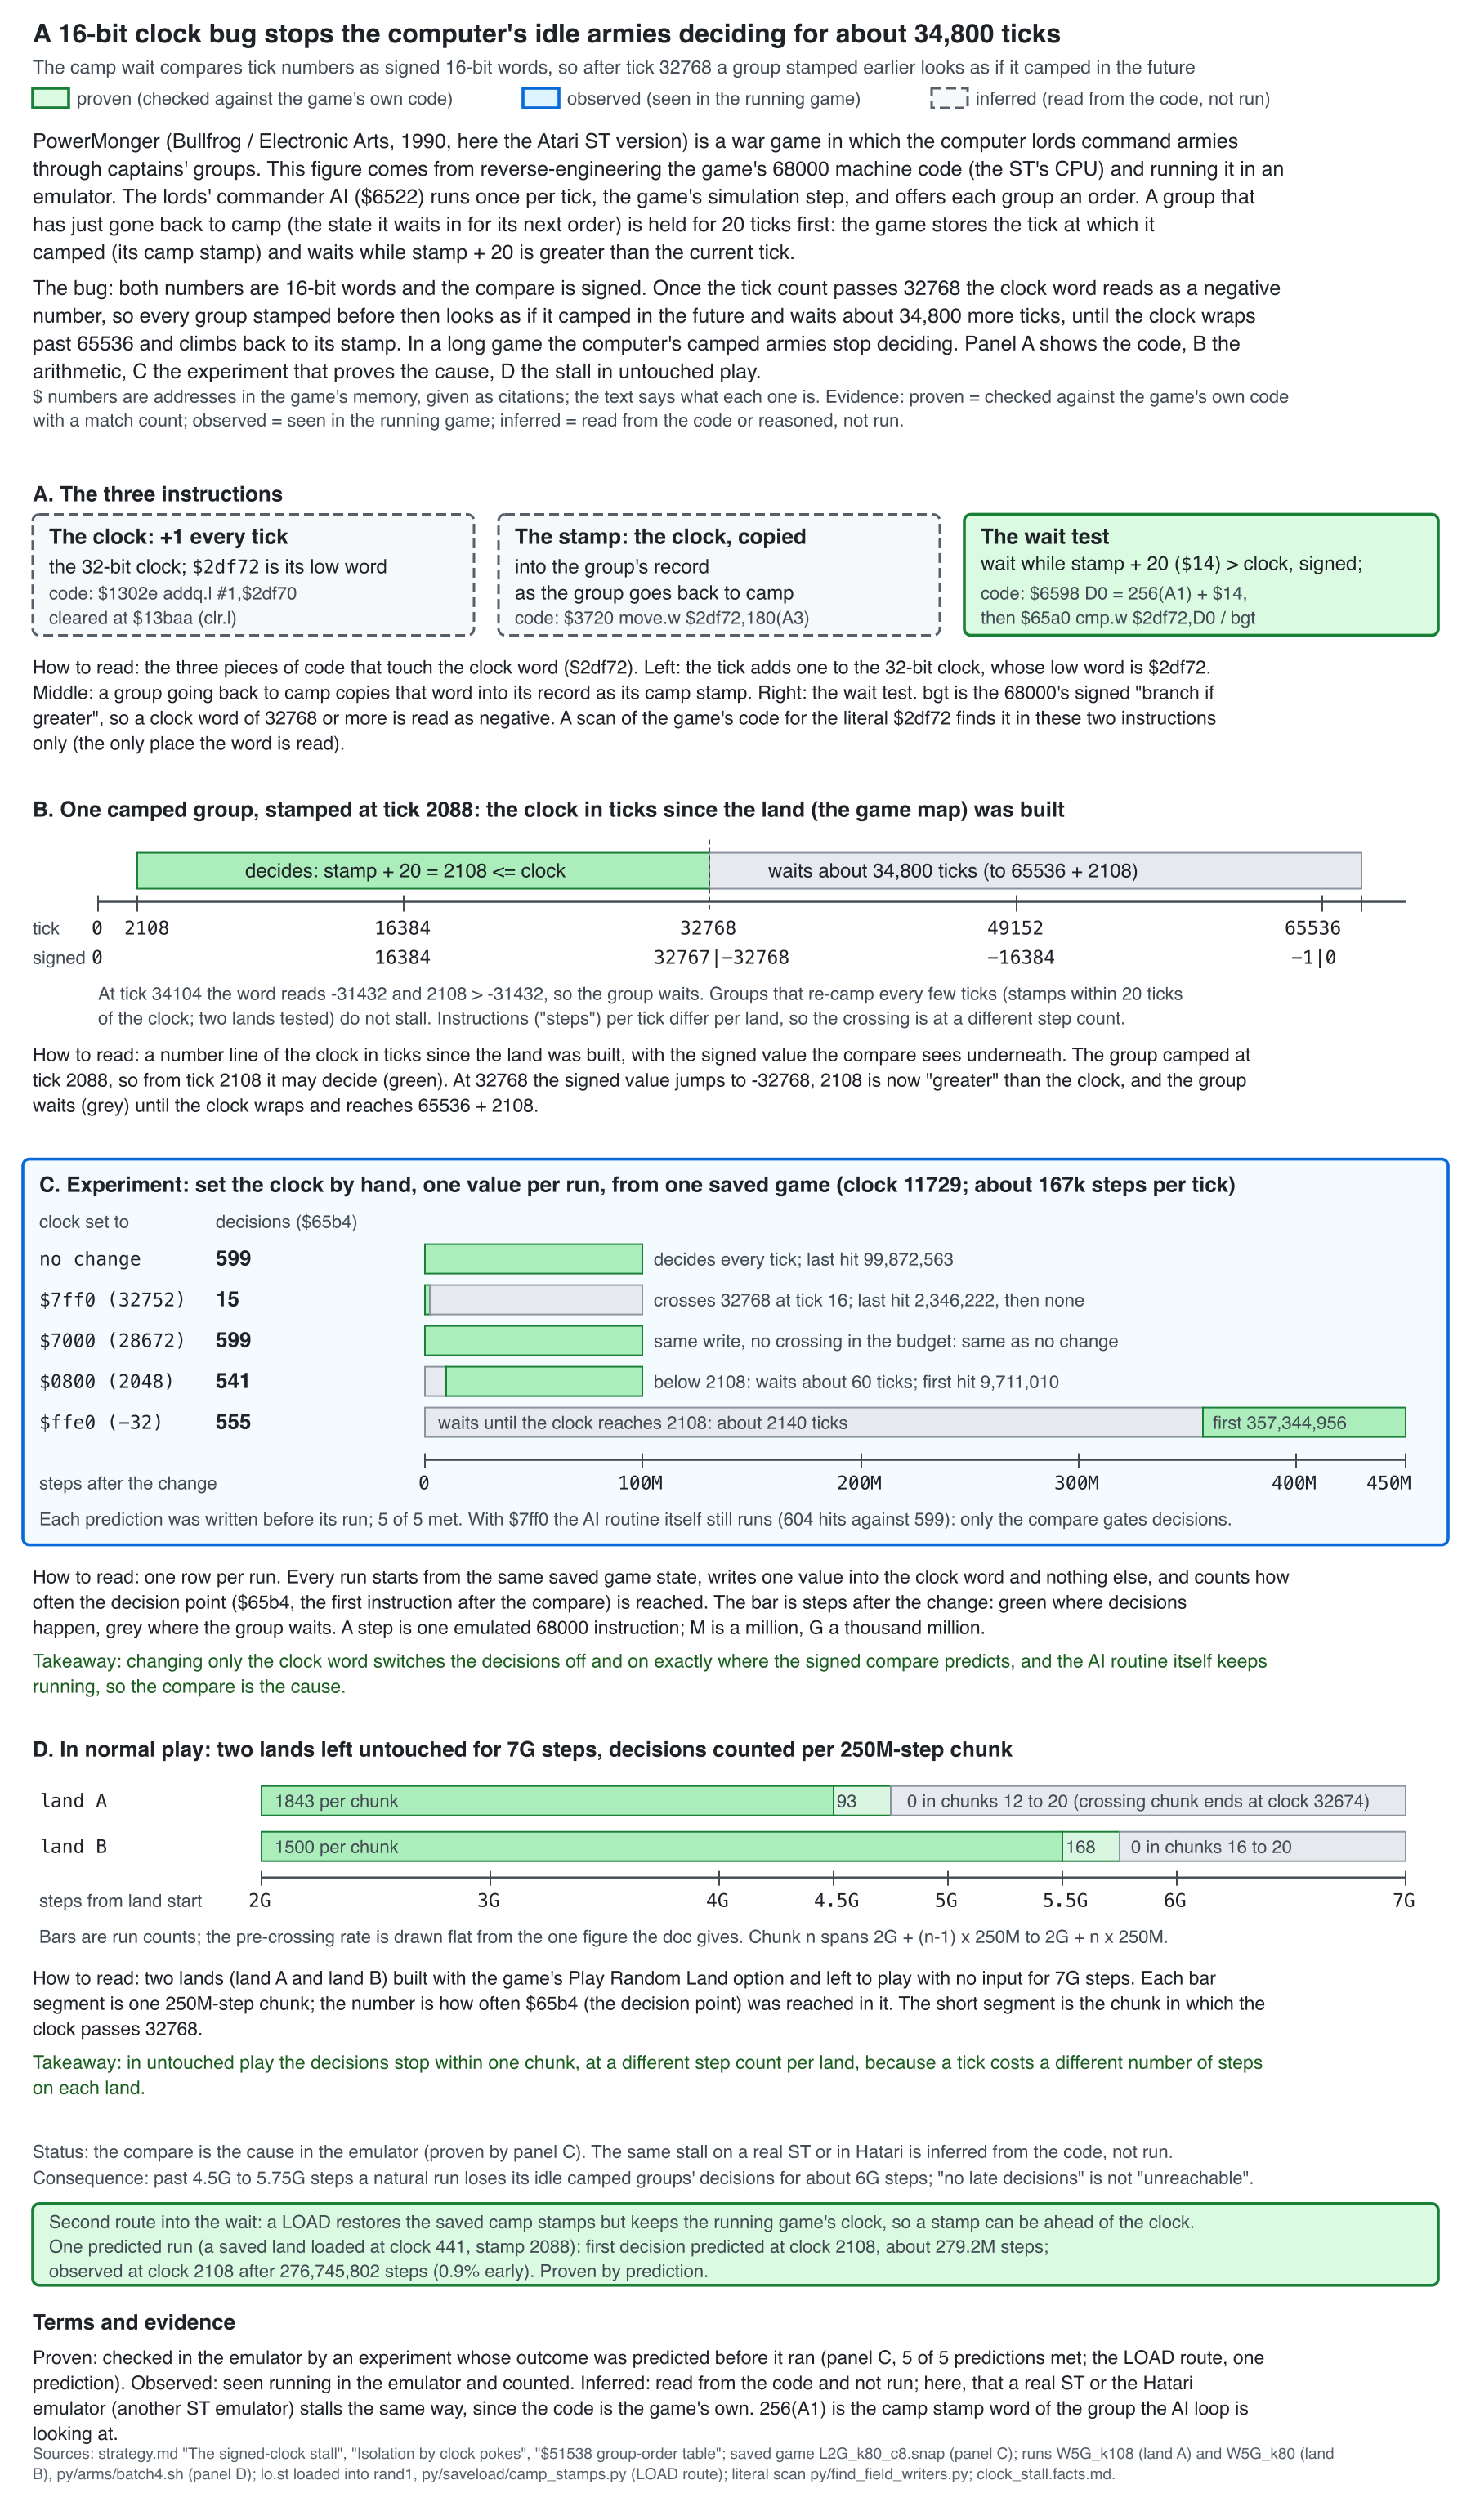 A 16-bit clock bug stops the computer's idle armies deciding for about 34,800 ticks
The camp wait compares tick numbers as signed 16-bit words, so after tick 32768 a group stamped earlier looks as if it camped in the future
proven (checked against the game's own code)
observed (seen in the running game)
inferred (read from the code, not run)
PowerMonger (Bullfrog / Electronic Arts, 1990, here the Atari ST version) is a war game in which the computer lords command armies
through captains' groups. This figure comes from reverse-engineering the game's 68000 machine code (the ST's CPU) and running it in an
emulator. The lords' commander AI ($6522) runs once per tick, the game's simulation step, and offers each group an order. A group that
has just gone back to camp (the state it waits in for its next order) is held for 20 ticks first: the game stores the tick at which it
camped (its camp stamp) and waits while stamp + 20 is greater than the current tick.
The bug: both numbers are 16-bit words and the compare is signed. Once the tick count passes 32768 the clock word reads as a negative
number, so every group stamped before then looks as if it camped in the future and waits about 34,800 more ticks, until the clock wraps
past 65536 and climbs back to its stamp. In a long game the computer's camped armies stop deciding. Panel A shows the code, B the
arithmetic, C the experiment that proves the cause, D the stall in untouched play.
$ numbers are addresses in the game's memory, given as citations; the text says what each one is. Evidence: proven = checked against the game's own code
with a match count; observed = seen in the running game; inferred = read from the code or reasoned, not run.
A. The three instructions
The clock: +1 every tick
the 32-bit clock; $2df72 is its low word
code: $1302e addq.l #1,$2df70
cleared at $13baa (clr.l)
The stamp: the clock, copied
into the group's record
as the group goes back to camp
code: $3720 move.w $2df72,180(A3)
The wait test
wait while stamp + 20 ($14) > clock, signed;
code: $6598 D0 = 256(A1) + $14,
then $65a0 cmp.w $2df72,D0 / bgt
How to read: the three pieces of code that touch the clock word ($2df72). Left: the tick adds one to the 32-bit clock, whose low word is $2df72.
Middle: a group going back to camp copies that word into its record as its camp stamp. Right: the wait test. bgt is the 68000's signed "branch if
greater", so a clock word of 32768 or more is read as negative. A scan of the game's code for the literal $2df72 finds it in these two instructions
only (the only place the word is read).
B. One camped group, stamped at tick 2088: the clock in ticks since the land (the game map) was built
decides: stamp + 20 = 2108 <= clock
waits about 34,800 ticks (to 65536 + 2108)
tick 0 2108 16384 32768 49152 65536
signed 0 16384 32767|−32768 −16384 −1|0
At tick 34104 the word reads -31432 and 2108 > -31432, so the group waits. Groups that re-camp every few ticks (stamps within 20 ticks
of the clock; two lands tested) do not stall. Instructions ("steps") per tick differ per land, so the crossing is at a different step count.
How to read: a number line of the clock in ticks since the land was built, with the signed value the compare sees underneath. The group camped at
tick 2088, so from tick 2108 it may decide (green). At 32768 the signed value jumps to -32768, 2108 is now "greater" than the clock, and the group
waits (grey) until the clock wraps and reaches 65536 + 2108.
C. Experiment: set the clock by hand, one value per run, from one saved game (clock 11729; about 167k steps per tick)
clock set to decisions ($65b4)
no change 599 decides every tick; last hit 99,872,563
$7ff0 (32752) 15 crosses 32768 at tick 16; last hit 2,346,222, then none
$7000 (28672) 599 same write, no crossing in the budget: same as no change
$0800 (2048) 541 below 2108: waits about 60 ticks; first hit 9,711,010
$ffe0 (−32) 555 waits until the clock reaches 2108: about 2140 ticks first 357,344,956
steps after the change 0 100M 200M 300M 400M 450M
Each prediction was written before its run; 5 of 5 met. With $7ff0 the AI routine itself still runs (604 hits against 599): only the compare gates decisions.
How to read: one row per run. Every run starts from the same saved game state, writes one value into the clock word and nothing else, and counts how
often the decision point ($65b4, the first instruction after the compare) is reached. The bar is steps after the change: green where decisions
happen, grey where the group waits. A step is one emulated 68000 instruction; M is a million, G a thousand million.
Takeaway: changing only the clock word switches the decisions off and on exactly where the signed compare predicts, and the AI routine itself keeps
running, so the compare is the cause.
D. In normal play: two lands left untouched for 7G steps, decisions counted per 250M-step chunk
land A 1843 per chunk 93 0 in chunks 12 to 20 (crossing chunk ends at clock 32674)
land B 1500 per chunk 168 0 in chunks 16 to 20
steps from land start 2G 3G 4G 4.5G 5G 5.5G 6G 7G
Bars are run counts; the pre-crossing rate is drawn flat from the one figure the doc gives. Chunk n spans 2G + (n-1) x 250M to 2G + n x 250M.
How to read: two lands (land A and land B) built with the game's Play Random Land option and left to play with no input for 7G steps. Each bar
segment is one 250M-step chunk; the number is how often $65b4 (the decision point) was reached in it. The short segment is the chunk in which the
clock passes 32768.
Takeaway: in untouched play the decisions stop within one chunk, at a different step count per land, because a tick costs a different number of steps
on each land.
Status: the compare is the cause in the emulator (proven by panel C). The same stall on a real ST or in Hatari is inferred from the code, not run.
Consequence: past 4.5G to 5.75G steps a natural run loses its idle camped groups' decisions for about 6G steps; "no late decisions" is not "unreachable".
Second route into the wait: a LOAD restores the saved camp stamps but keeps the running game's clock, so a stamp can be ahead of the clock.
One predicted run (a saved land loaded at clock 441, stamp 2088): first decision predicted at clock 2108, about 279.2M steps;
observed at clock 2108 after 276,745,802 steps (0.9% early). Proven by prediction.
Terms and evidence
Proven: checked in the emulator by an experiment whose outcome was predicted before it ran (panel C, 5 of 5 predictions met; the LOAD route, one
prediction). Observed: seen running in the emulator and counted. Inferred: read from the code and not run; here, that a real ST or the Hatari
emulator (another ST emulator) stalls the same way, since the code is the game's own. 256(A1) is the camp stamp word of the group the AI loop is
looking at.
Sources: strategy.md "The signed-clock stall", "Isolation by clock pokes", "$51538 group-order table"; saved game L2G_k80_c8.snap (panel C); runs W5G_k108 (land A) and W5G_k80 (land
B), py/arms/batch4.sh (panel D); lo.st loaded into rand1, py/saveload/camp_stamps.py (LOAD route); literal scan py/find_field_writers.py; clock_stall.facts.md.